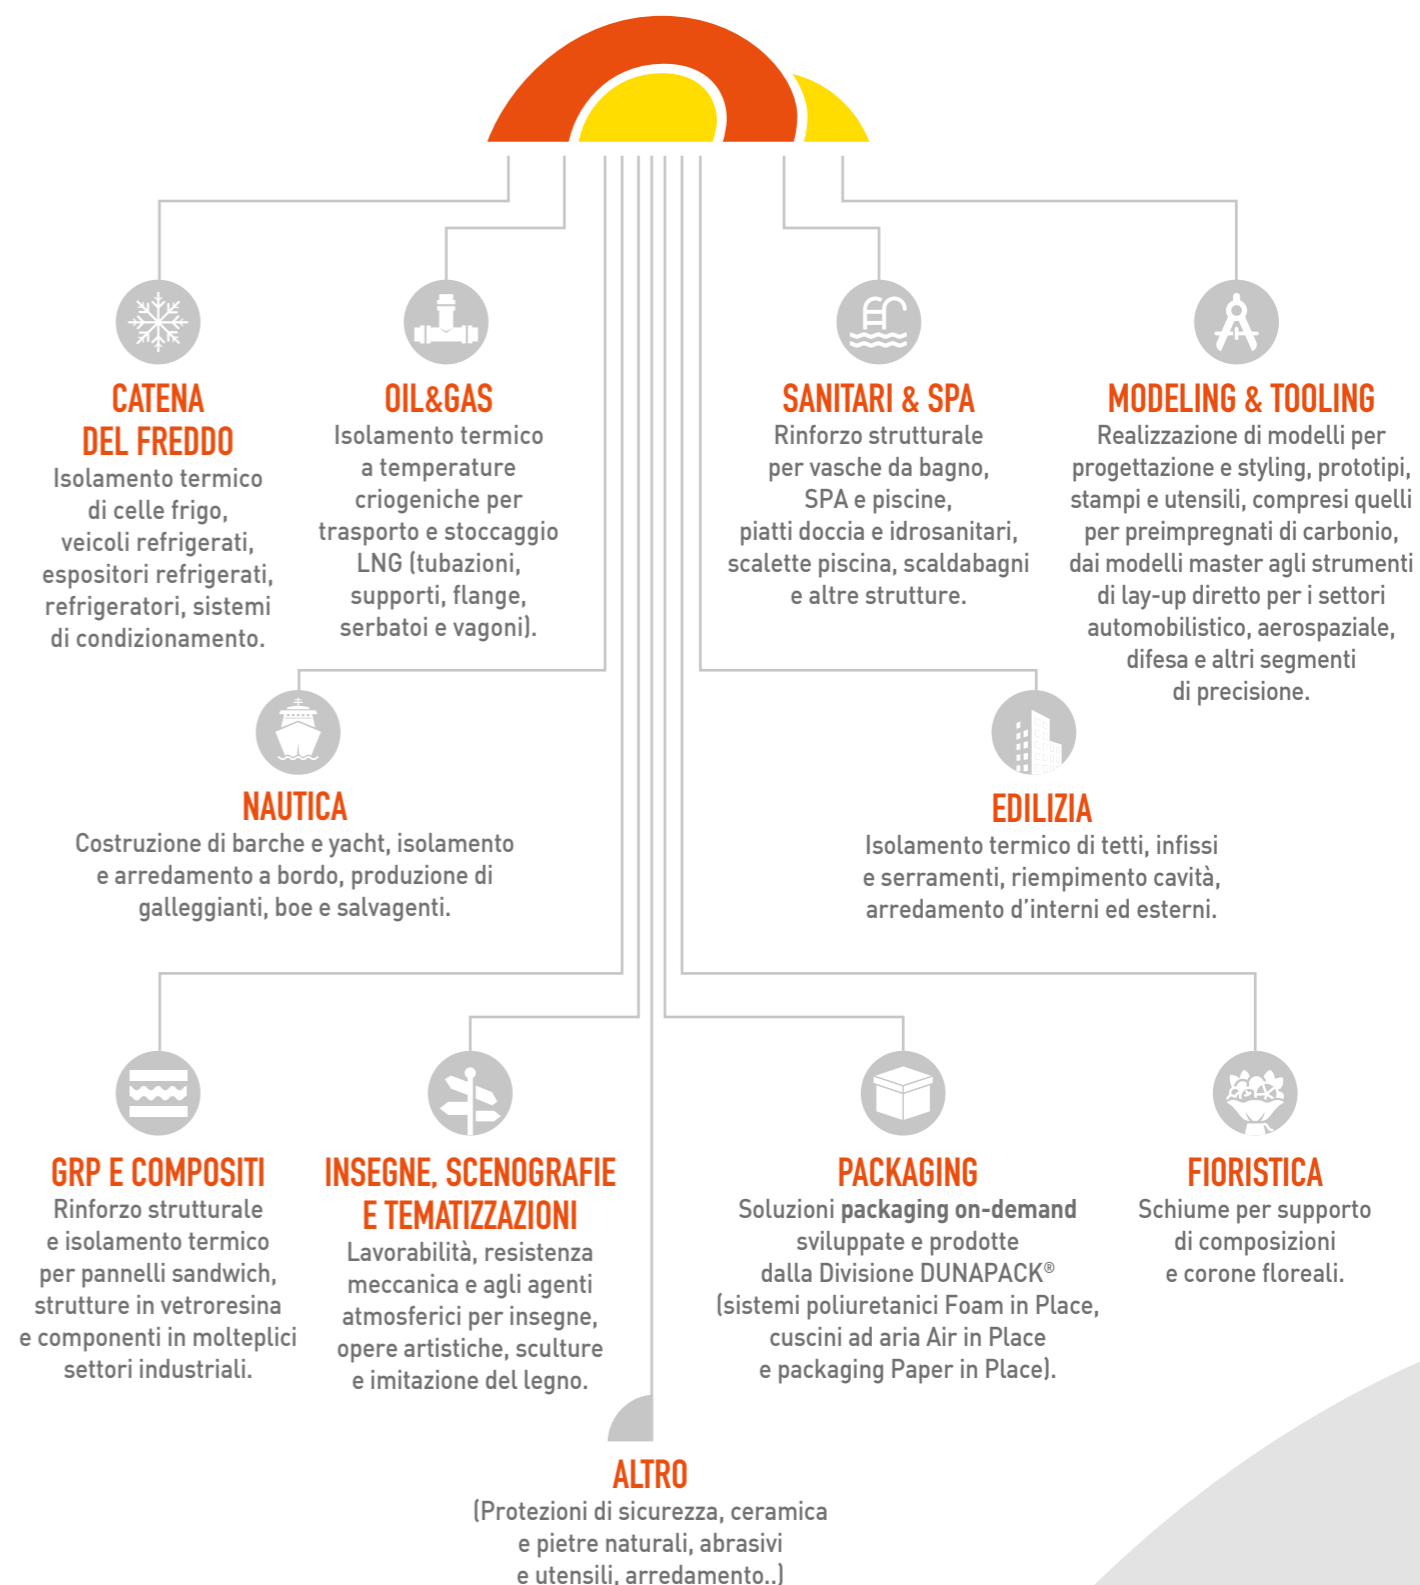 CATENA
DEL FREDDO
Isolamento termico
di celle frigo,
veicoli refrigerati,
espositori refrigerati,
refrigeratori, sistemi
di condizionamento.
OIL&GAS
Isolamento termico
a temperature
criogeniche per
trasporto e stoccaggio
LNG (tubazioni,
supporti, flange,
serbatoi e vagoni).
SANITARI & SPA
Rinforzo strutturale
per vasche da bagno,
SPA e piscine,
piatti doccia e idrosanitari,
scalette piscina, scaldabagni
e altre strutture.
MODELING & TOOLING
Realizzazione di modelli per
progettazione e styling, prototipi,
stampi e utensili, compresi quelli
per preimpregnati di carbonio,
dai modelli master agli strumenti
di lay-up diretto per i settori
automobilistico, aerospaziale,
difesa e altri segmenti
di precisione.
NAUTICA
Costruzione di barche e yacht, isolamento
e arredamento a bordo, produzione di
galleggianti, boe e salvagenti.
EDILIZIA
Isolamento termico di tetti, infissi
e serramenti, riempimento cavità,
arredamento d’interni ed esterni.
GRP E COMPOSITI
Rinforzo strutturale
e isolamento termico
per pannelli sandwich,
strutture in vetroresina
e componenti in molteplici
settori industriali.
INSEGNE, SCENOGRAFIE
E TEMATIZZAZIONI
Lavorabilità, resistenza
meccanica e agli agenti
atmosferici per insegne,
opere artistiche, sculture
e imitazione del legno.
PACKAGING
Soluzioni packaging on-demand
sviluppate e prodotte
dalla Divisione DUNAPACK®
(sistemi poliuretanici Foam in Place,
cuscini ad aria Air in Place
e packaging Paper in Place).
FIORISTICA
Schiume per supporto
di composizioni
e corone floreali.
ALTRO
(Protezioni di sicurezza, ceramica
e pietre naturali, abrasivi
e utensili, arredamento..)